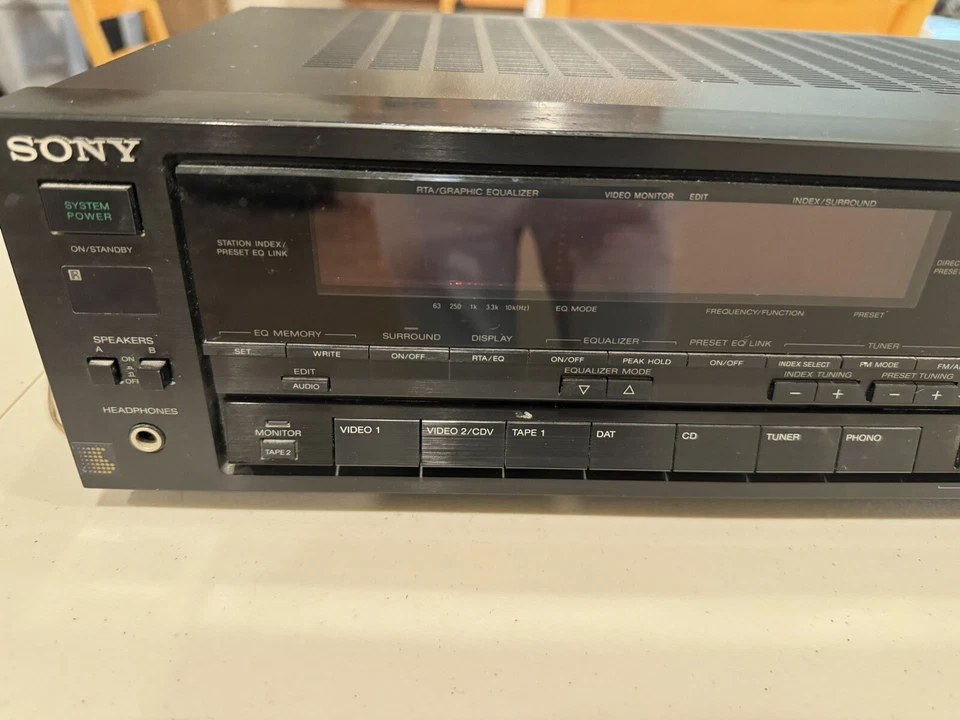 SONY
SYSTEM
POWER
ON/STANDBY
R
SPEAKERS
A B
ON
OFF
HEADPHONES
RTA/GRAPHIC EQUALIZER
VIDEO MONITOR EDIT
INDEX/SURROUND
STATION INDEX/
PRESET EQ LINK
DIREC
PRESE
63 250 1k 3.3k 10k(Hz)
EQ MODE
FREQUENCY/FUNCTION
PRESET
EQ MEMORY
SURROUND
DISPLAY
EQUALIZER
PRESET EQ LINK
TUNER
SET
WRITE
ON/OFF
RTA/EQ
ON/OFF
PEAK HOLD
ON/OFF
INDEX SELECT
FM MODE
FM/A
EDIT
AUDIO
EQUALIZER MODE
INDEX TUNING
PRESET TUNING
− +
− +
MONITOR
TAPE 2
VIDEO 1
VIDEO 2/CDV
TAPE 1
DAT
CD
TUNER
PHONO